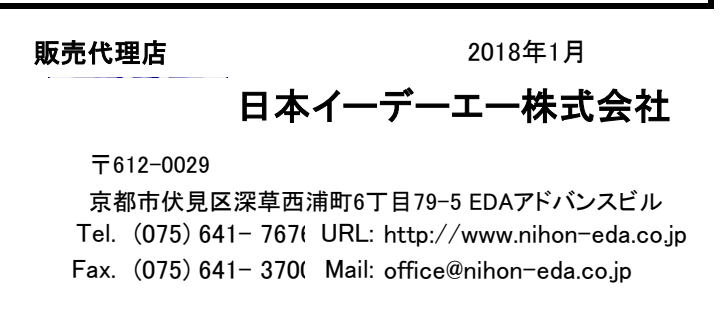 販売代理店 2018年1月
日本イーデーエー株式会社
〒612-0029
京都市伏見区深草西浦町6丁目79-5 EDAアドバンスビル
Tel. (075) 641- 7676 URL: http://www.nihon-eda.co.jp
Fax. (075) 641- 3700 Mail: office@nihon-eda.co.jp